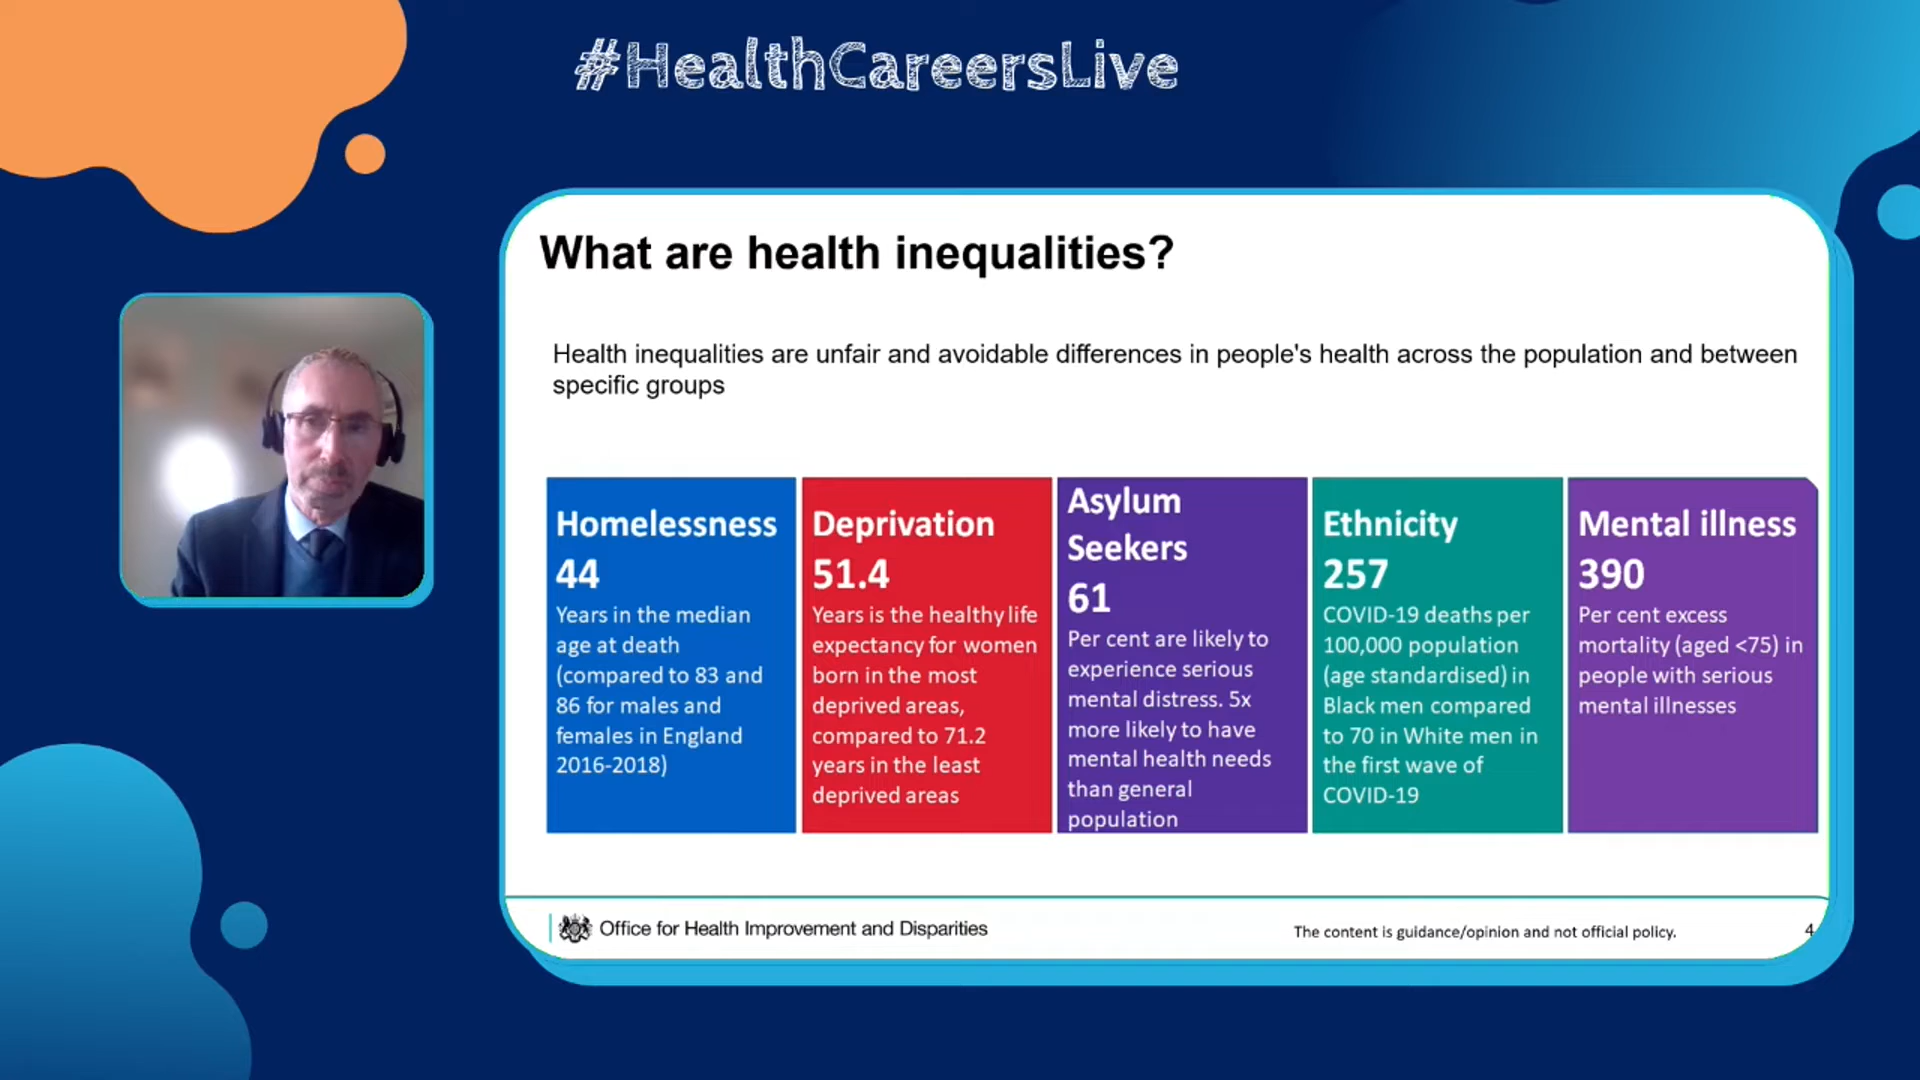 #HealthCareersLive
What are health inequalities?
Health inequalities are unfair and avoidable differences in people's health across the population and between
specific groups
Homelessness
44
Years in the median
age at death
(compared to 83 and
86 for males and
females in England
2016-2018)
Deprivation
51.4
Years is the healthy life
expectancy for women
born in the most
deprived areas,
compared to 71.2
years in the least
deprived areas
Asylum
Seekers
61
Per cent are likely to
experience serious
mental distress. 5x
more likely to have
mental health needs
than general
population
Ethnicity
257
COVID-19 deaths per
100,000 population
(age standardised) in
Black men compared
to 70 in White men in
the first wave of
COVID-19
Mental illness
390
Per cent excess
mortality (aged <75) in
people with serious
mental illnesses
Office for Health Improvement and Disparities
The content is guidance/opinion and not official policy.
4